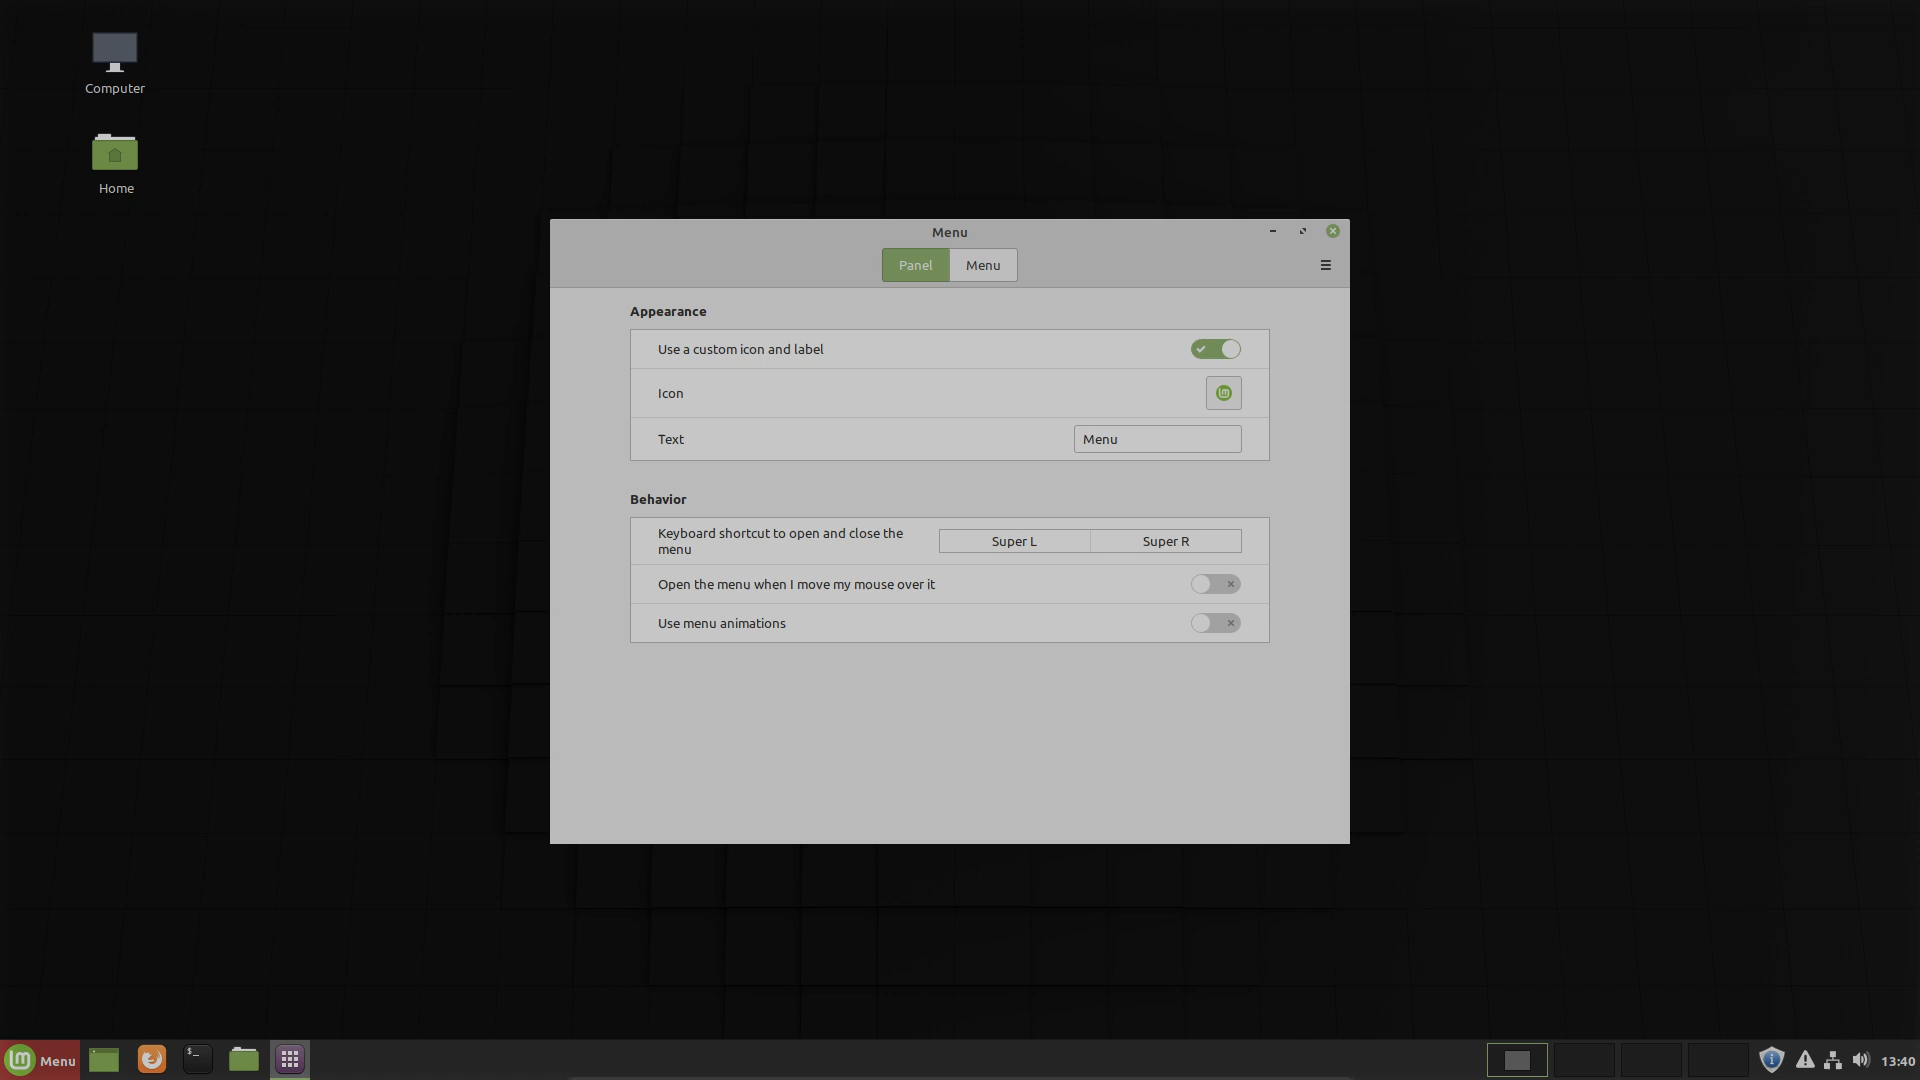 Computer
Home
Menu
Panel Menu
Appearance
Use a custom icon and label
Icon
Text Menu
Behavior
Keyboard shortcut to open and close the
menu
Super L Super R
Open the menu when I move my mouse over it
Use menu animations
Menu $_ 13:40